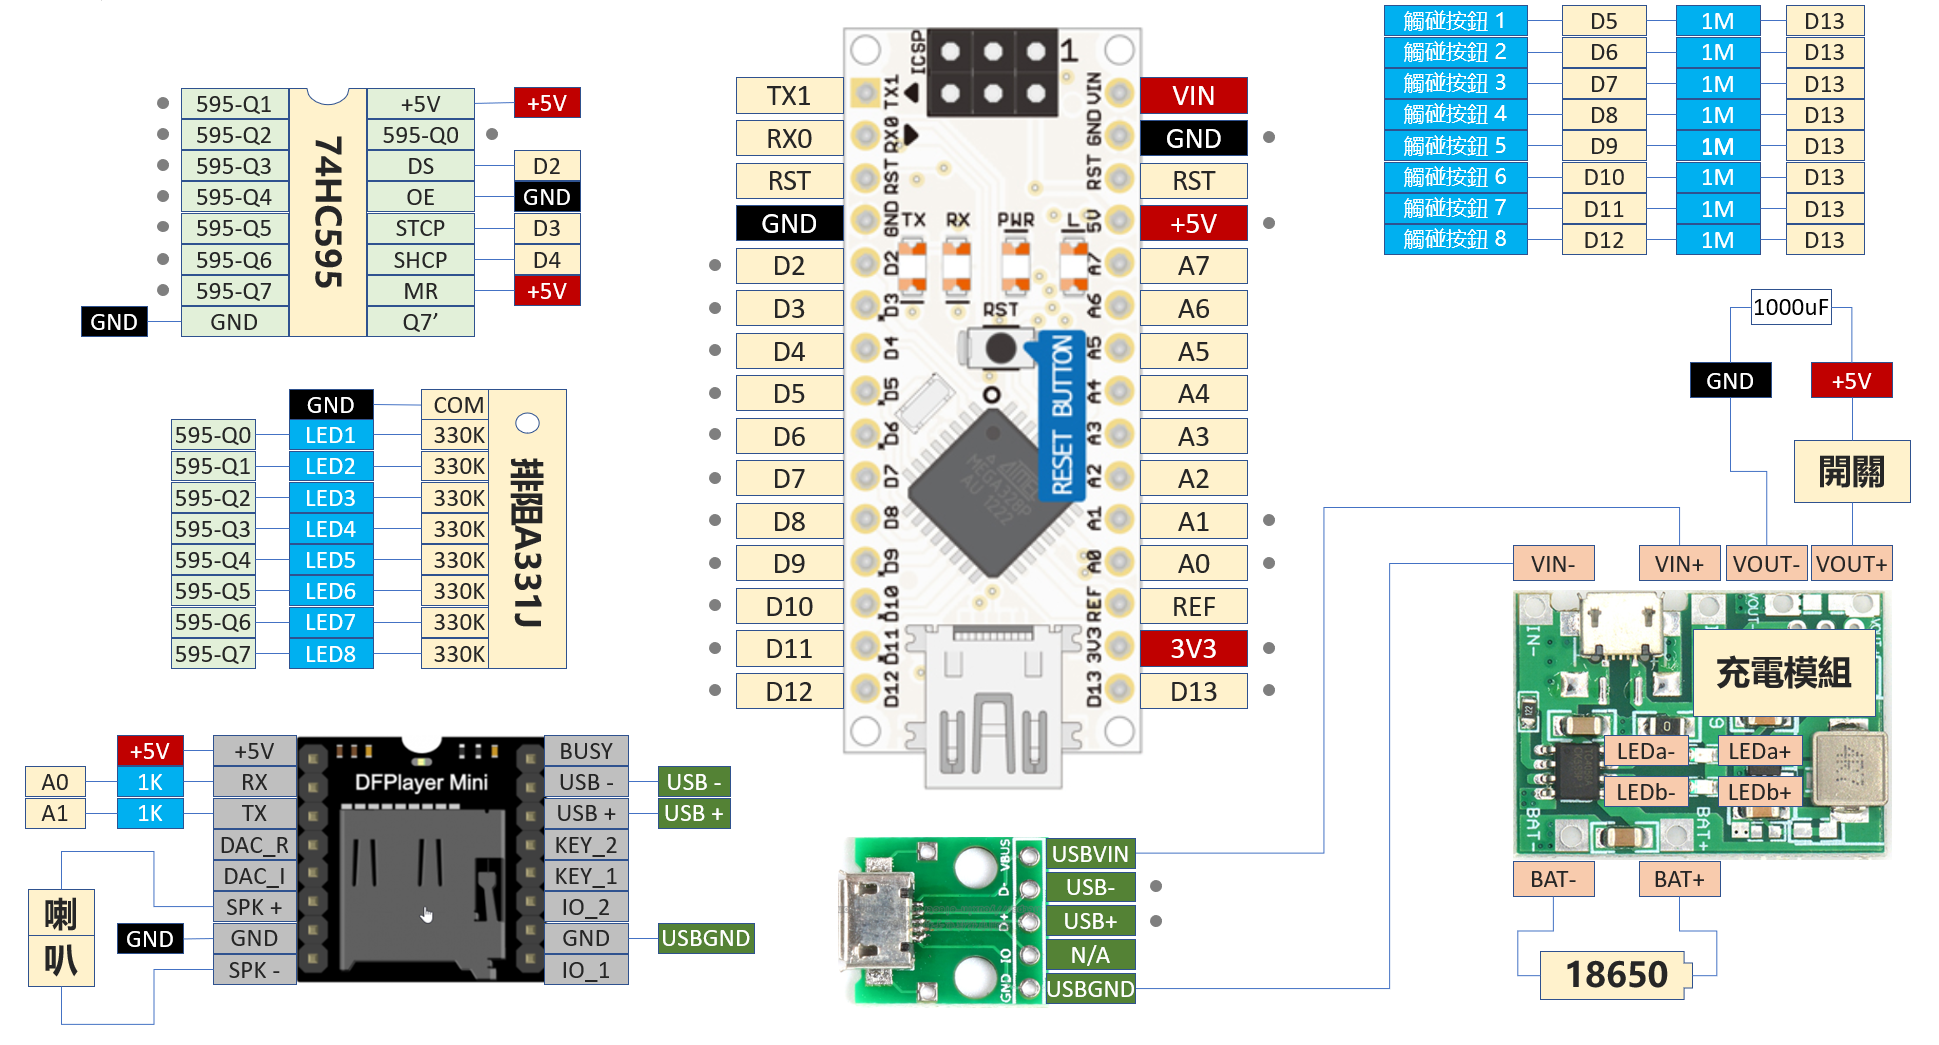 595-Q1
+5V
+5V
595-Q2
595-Q0
595-Q3
DS
D2
595-Q4
OE
GND
595-Q5
STCP
D3
595-Q6
SHCP
D4
595-Q7
MR
+5V
GND
GND
Q7’
74HC595
GND
COM
595-Q0
LED1
330K
595-Q1
LED2
330K
595-Q2
LED3
330K
595-Q3
LED4
330K
595-Q4
LED5
330K
595-Q5
LED6
330K
595-Q6
LED7
330K
595-Q7
LED8
330K
排阻A331J
+5V
+5V
BUSY
A0
1K
RX
USB -
USB -
A1
1K
TX
USB +
USB +
DAC_R
KEY_2
DAC_I
KEY_1
SPK +
IO_2
GND
GND
GND
USBGND
SPK -
IO_1
喇
叭
DFPlayer Mini
TX1
RX0
RST
GND
D2
D3
D4
D5
D6
D7
D8
D9
D10
D11
D12
ICSP
1
TX1
RX0
RST
GND
D2
D3
D4
D5
D6
D7
D8
D9
D10
D11
D12
TX
RX
PWR
L
RST
RESET BUTTON
MEGA328P
AU 1222
VIN
GND
RST
5V
A7
A6
A5
A4
A3
A2
A1
A0
REF
3V3
D13
VIN
GND
RST
+5V
A7
A6
A5
A4
A3
A2
A1
A0
REF
3V3
D13
VBUS
D-
D+
IO
GND
USBVIN
USB-
USB+
N/A
USBGND
觸碰按鈕 1
D5
1M
D13
觸碰按鈕 2
D6
1M
D13
觸碰按鈕 3
D7
1M
D13
觸碰按鈕 4
D8
1M
D13
觸碰按鈕 5
D9
1M
D13
觸碰按鈕 6
D10
1M
D13
觸碰按鈕 7
D11
1M
D13
觸碰按鈕 8
D12
1M
D13
1000uF
GND
+5V
開關
VIN-
VIN+
VOUT-
VOUT+
IN-
VOUT-
充電模組
122
0
LEDa-
LEDa+
LEDb-
LEDb+
BAT-
BAT+
BAT-
BAT+
18650